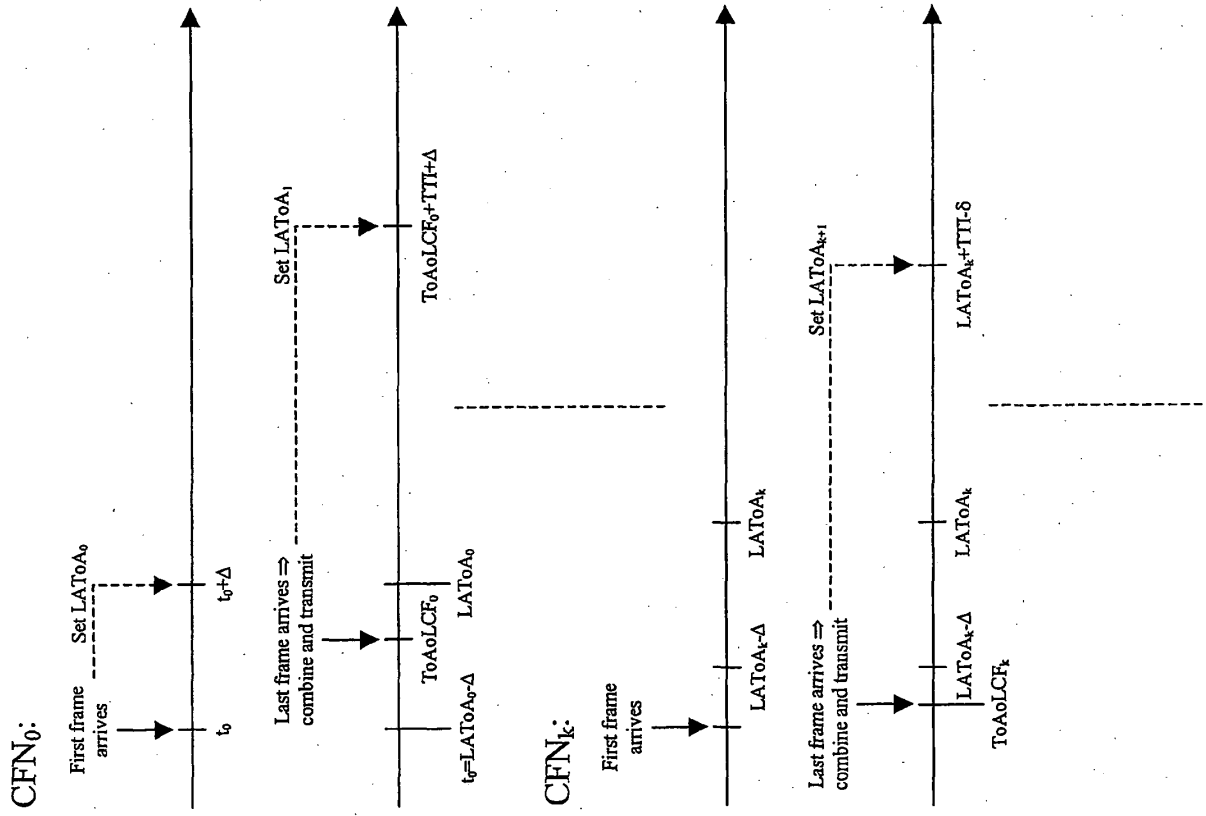 CFN₀:
First frame
arrives
Set LAToA₀
t₀
t₀+Δ
Last frame arrives ⇒
combine and transmit
Set LAToA₁
t₀=LAToA₀-Δ
ToAoLCF₀
LAToA₀
ToAoLCF₀+TTI+Δ
CFNₖ:
First frame
arrives
LAToAₖ-Δ
LAToAₖ
Last frame arrives ⇒
combine and transmit
Set LAToAₖ₊₁
ToAoLCFₖ
LAToAₖ-Δ
LAToAₖ
LAToAₖ+TTI-δ